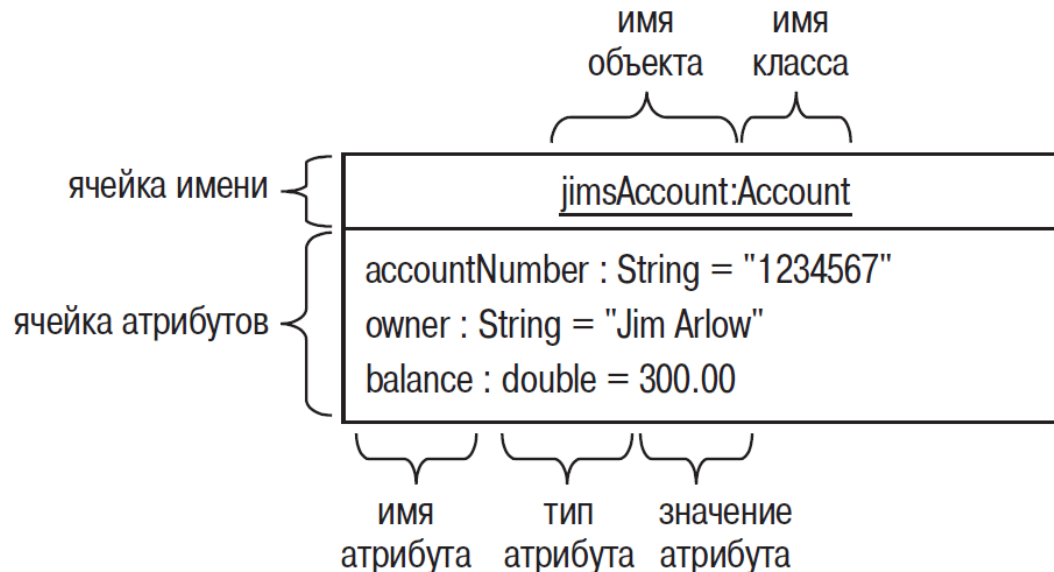 имя объекта
имя класса
ячейка имени
jimsAccount:Account
ячейка атрибутов
accountNumber : String = "1234567"
owner : String = "Jim Arlow"
balance : double = 300.00
имя атрибута
тип атрибута
значение атрибута